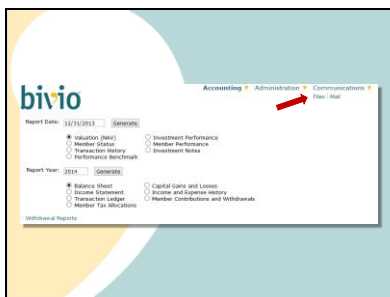 bivio
Accounting ▼ Administration ▼ Communications ▼
Files | Mail
Report Date: 12/31/2013 Generate
Valuation (NAV) Investment Performance
Member Status Member Performance
Transaction History Investment Notes
Performance Benchmark
Report Year: 2014 Generate
Balance Sheet Capital Gains and Losses
Income Statement Income and Expense History
Transaction Ledger Member Contributions and Withdrawals
Member Tax Allocations
Withdrawal Reports